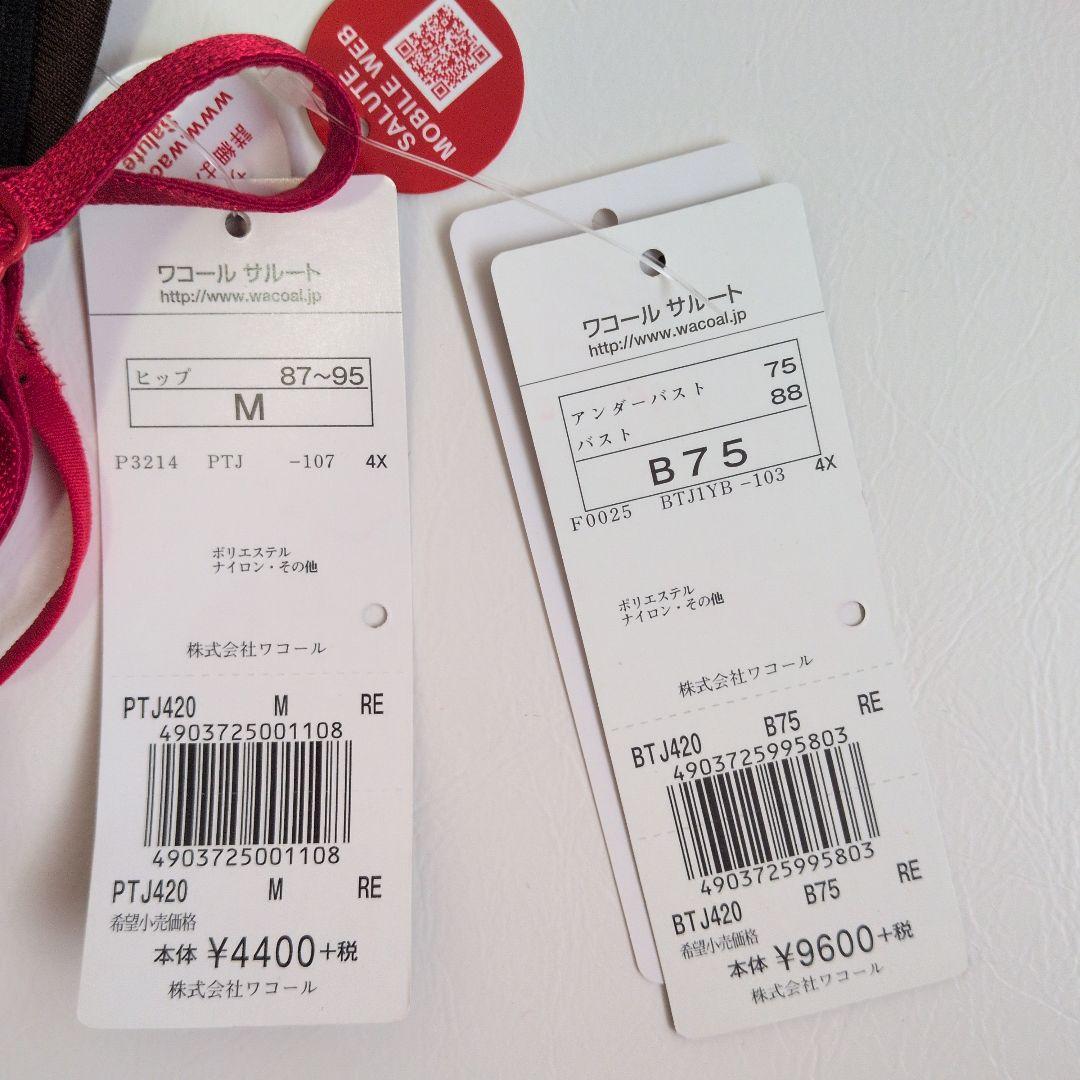 SALUTE
MOBILE WEB
www.wac
Salute
ワコール サルート
http://www.wacoal.jp
ヒップ 87~95
M
P3214 PTJ -107 4X
ポリエステル
ナイロン・その他
株式会社ワコール
PTJ420 M RE
4903725001108
4903725001108
PTJ420 M RE
希望小売価格
本体 ¥4400+税
株式会社ワコール
ワコール サルート
http://www.wacoal.jp
アンダーバスト 75
バスト 88
B75
F0025 BTJ1YB-103 4X
ポリエステル
ナイロン・その他
株式会社ワコール
BTJ420 B75 RE
4903725995803
4903725995803
BTJ420 B75 RE
希望小売価格
本体 ¥9600+税
株式会社ワコール